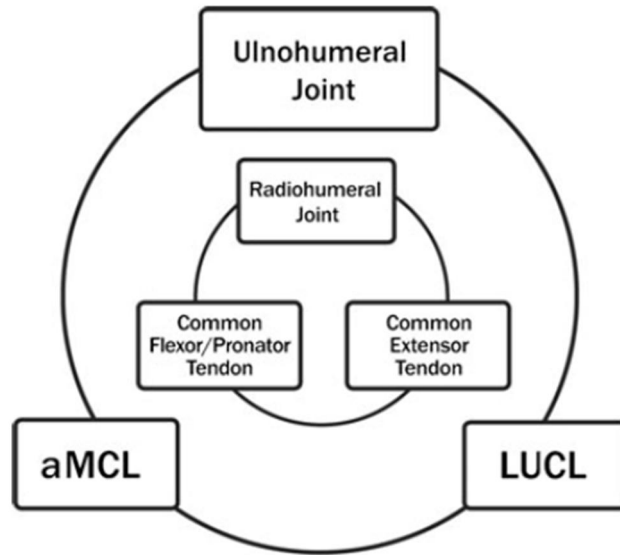 Ulnohumeral
Joint
Radiohumeral
Joint
Common
Flexor/Pronator
Tendon
Common
Extensor
Tendon
aMCL
LUCL